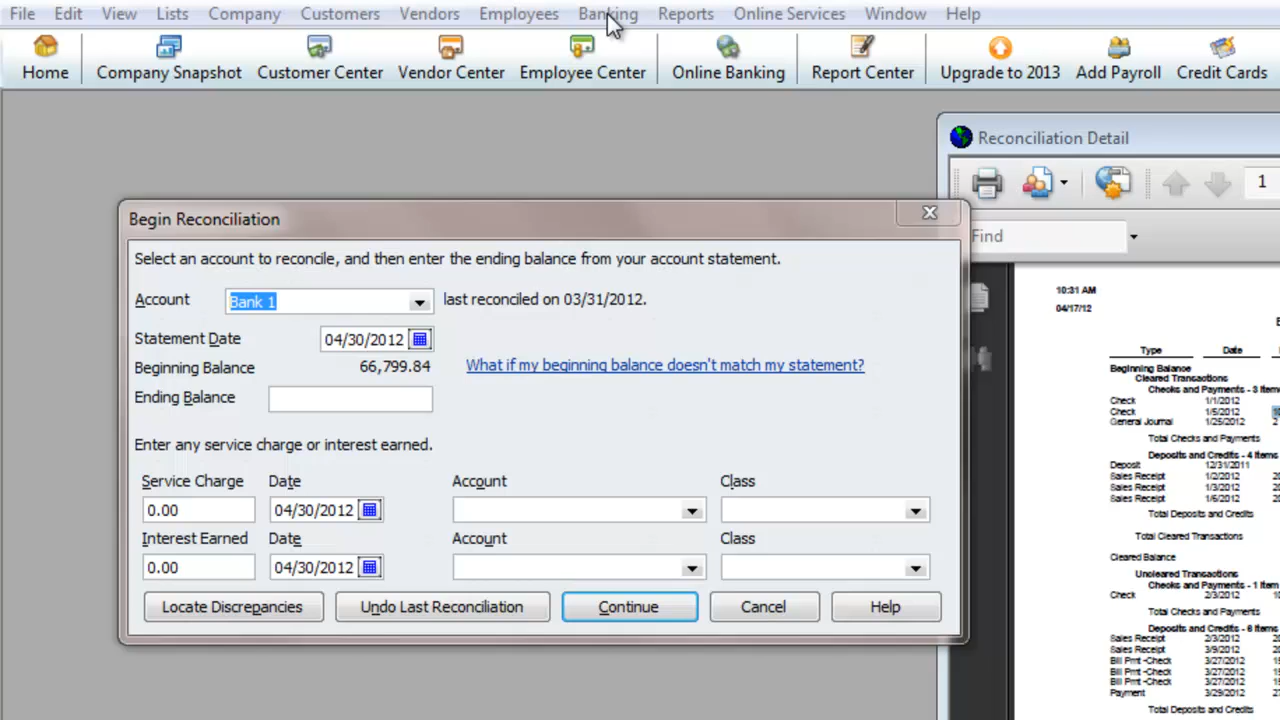 File Edit View Lists Company Customers Vendors Employees Banking Reports Online Services Window Help
Home Company Snapshot Customer Center Vendor Center Employee Center Online Banking Report Center Upgrade to 2013 Add Payroll Credit Cards
Reconciliation Detail
1
Find
Begin Reconciliation
Select an account to reconcile, and then enter the ending balance from your account statement.
Account Bank 1 last reconciled on 03/31/2012.
Statement Date 04/30/2012
Beginning Balance 66,799.84 What if my beginning balance doesn't match my statement?
Ending Balance
Enter any service charge or interest earned.
Service Charge Date Account Class
0.00 04/30/2012
Interest Earned Date Account Class
0.00 04/30/2012
Locate Discrepancies Undo Last Reconciliation Continue Cancel Help
10:31 AM
04/17/12
Type Date
Beginning Balance
Cleared Transactions
Checks and Payments - 3 Items
Check 1/1/2012
Check 1/5/2012
General Journal 1/25/2012 2
Total Checks and Payments
Deposits and Credits - 4 Items
Deposit 12/31/2011
Sales Receipt 1/2/2012
Sales Receipt 1/3/2012
Sales Receipt 1/6/2012
Total Deposits and Credits
Total Cleared Transactions
Cleared Balance
Uncleared Transactions
Checks and Payments - 1 Item
Check 2/3/2012
Total Checks and Payments
Deposits and Credits - 6 Items
Sales Receipt 2/3/2012
Sales Receipt 3/9/2012
Bill Pmt -Check 3/27/2012
Bill Pmt -Check 3/27/2012
Bill Pmt -Check 3/27/2012
Payment 3/29/2012
Total Deposits and Credits